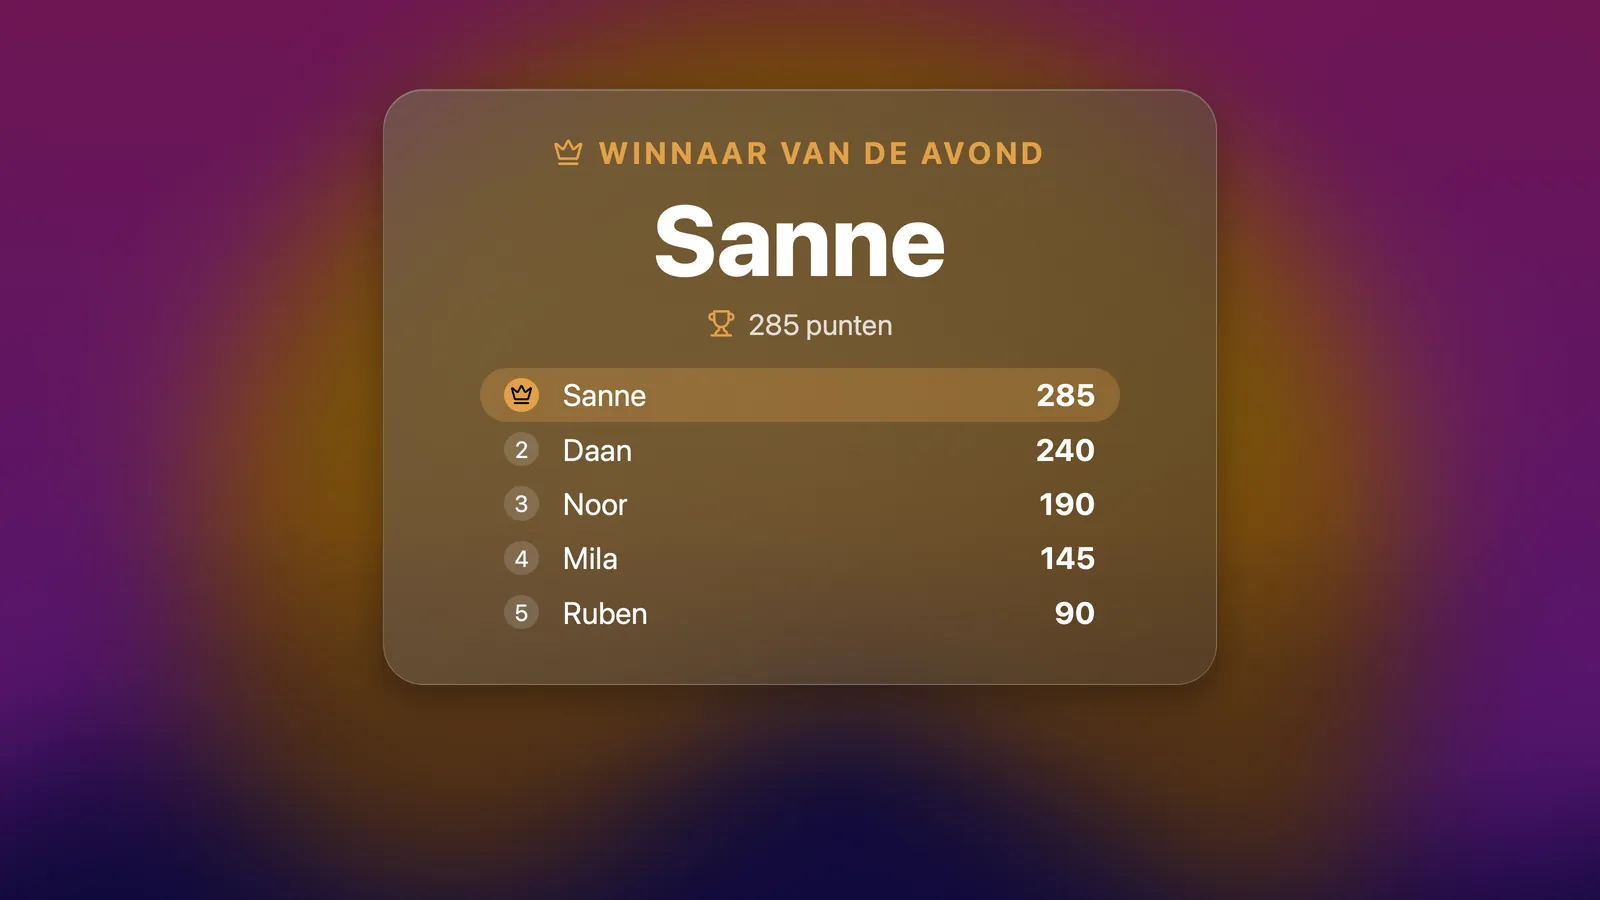 WINNAAR VAN DE AVOND
Sanne
285 punten
Sanne 285
2 Daan 240
3 Noor 190
4 Mila 145
5 Ruben 90